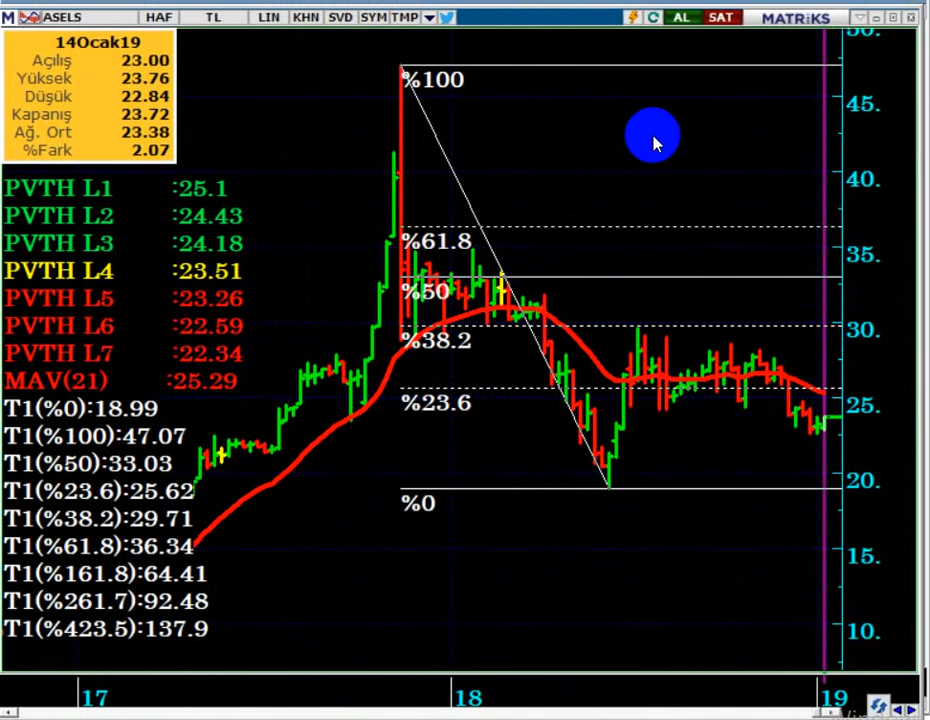 M ASELS HAF TL LIN KHN SVD SYM TMP AL SAT MATRIKS
14Ocak19
Açılış 23.00
Yüksek 23.76
Düşük 22.84
Kapanış 23.72
Ağ. Ort 23.38
%Fark 2.07
PVTH L1 :25.1
PVTH L2 :24.43
PVTH L3 :24.18
PVTH L4 :23.51
PVTH L5 :23.26
PVTH L6 :22.59
PVTH L7 :22.34
MAV(21) :25.29
T1(%0):18.99
T1(%100):47.07
T1(%50):33.03
T1(%23.6):25.62
T1(%38.2):29.71
T1(%61.8):36.34
T1(%161.8):64.41
T1(%261.7):92.48
T1(%423.5):137.9
%100
%61.8
%50
%38.2
%23.6
%0
50.
45.
40.
35.
30.
25.
20.
15.
10.
17 18 19